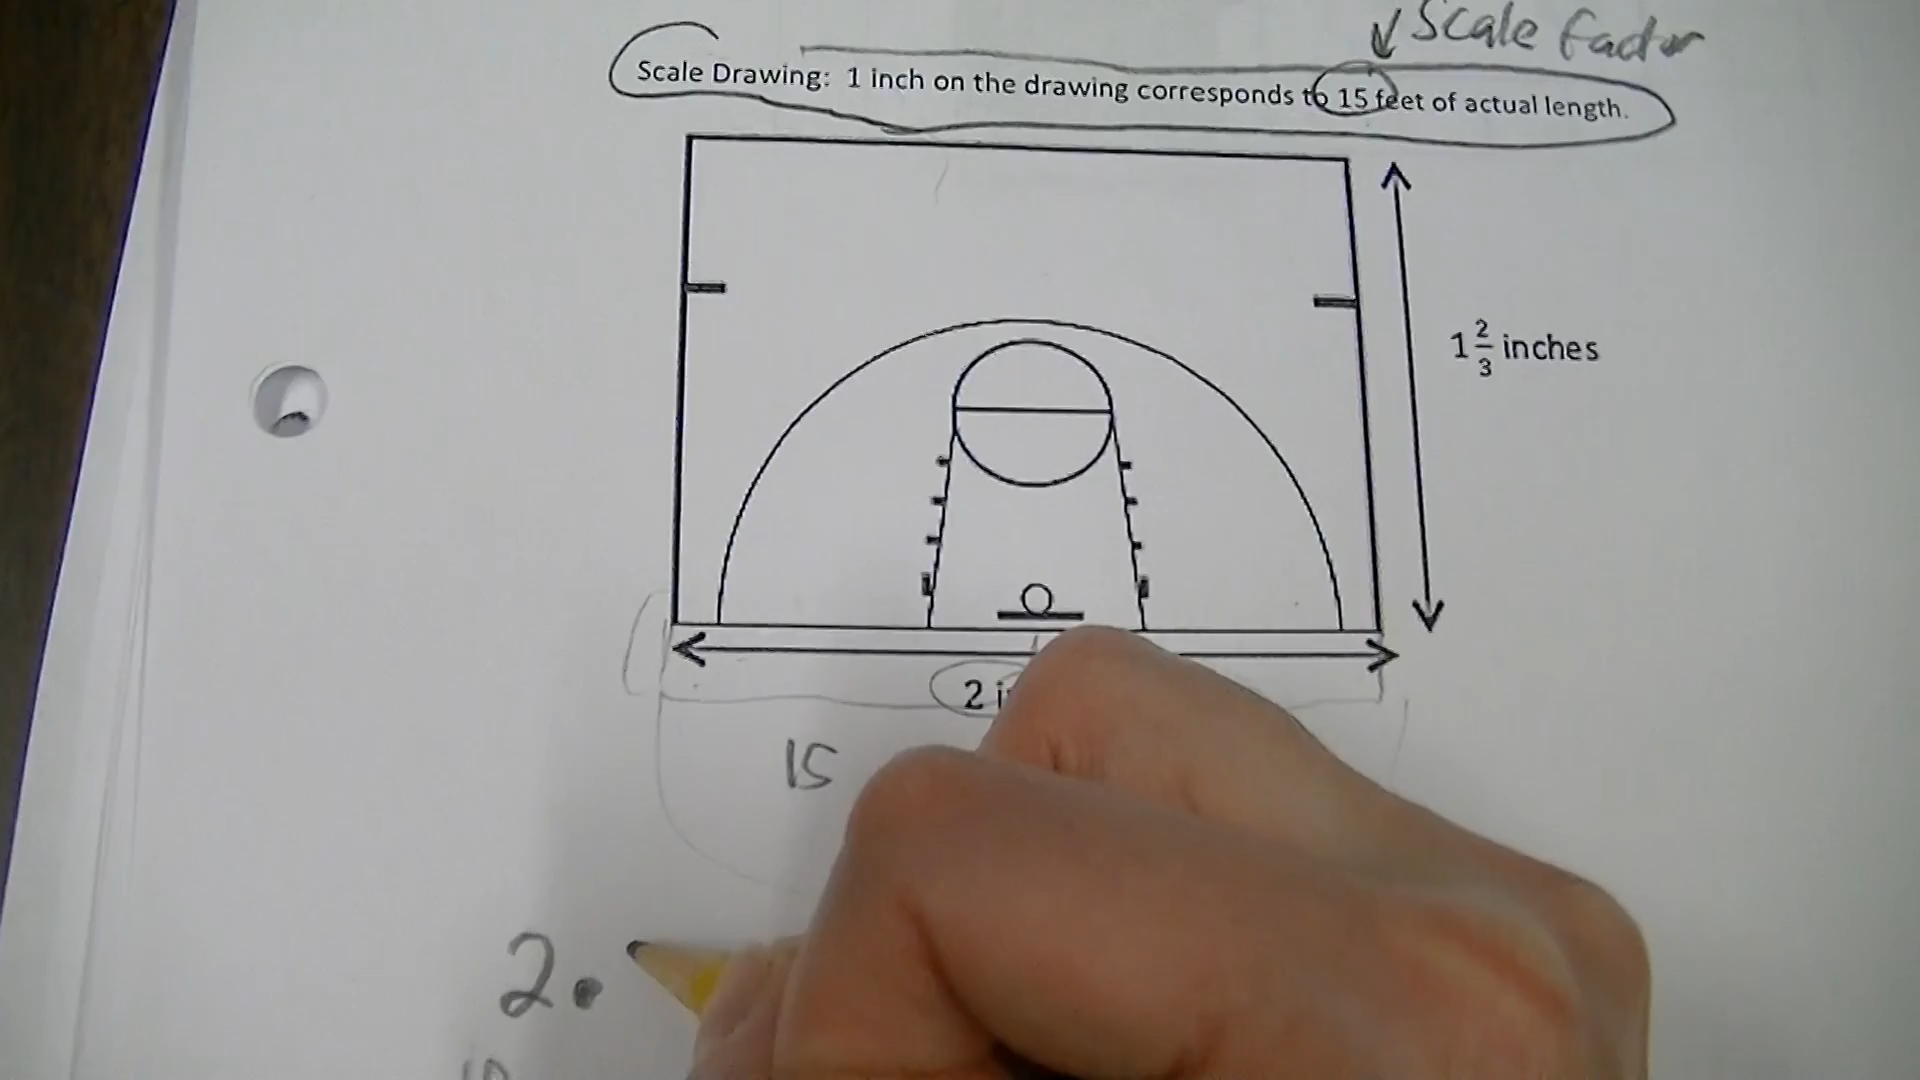 Scale factor
Scale Drawing: 1 inch on the drawing corresponds to 15 feet of actual length.
1 2/3 inches
2
15
2 ·